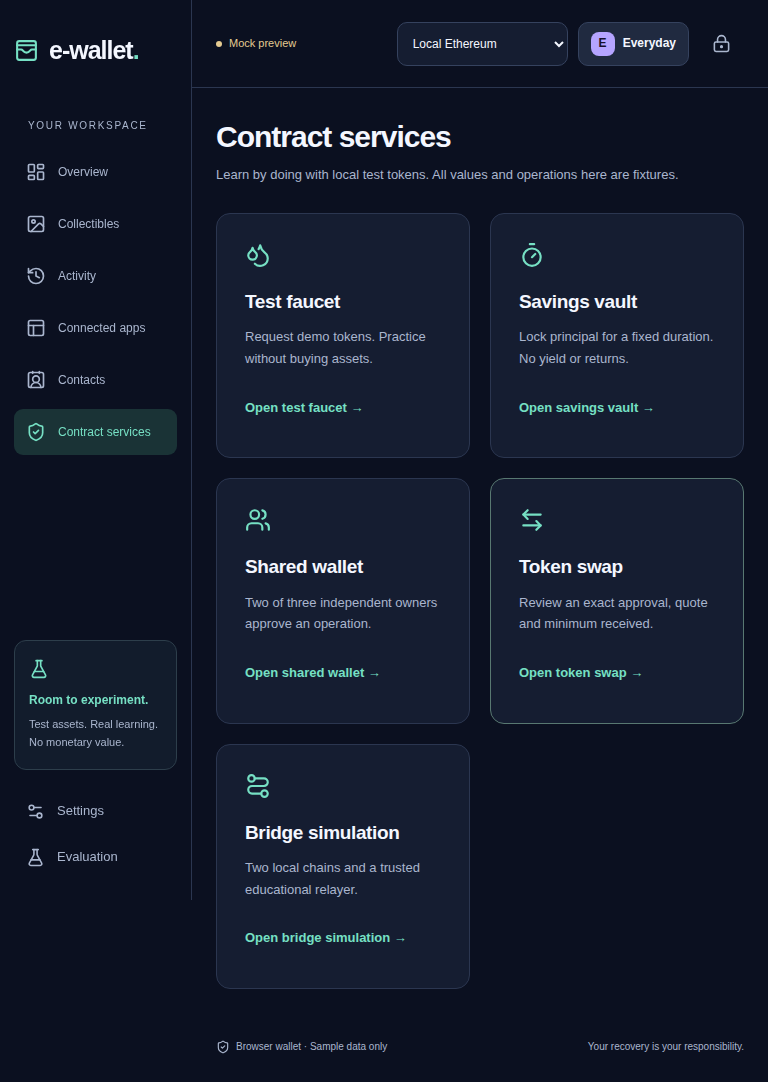 e-wallet.
Mock preview
Local Ethereum
E
Everyday
YOUR WORKSPACE
Overview
Collectibles
Activity
Connected apps
Contacts
Contract services
Room to experiment.
Test assets. Real learning.
No monetary value.
Settings
Evaluation
Contract services
Learn by doing with local test tokens. All values and operations here are fixtures.
Test faucet
Request demo tokens. Practice
without buying assets.
Open test faucet →
Savings vault
Lock principal for a fixed duration.
No yield or returns.
Open savings vault →
Shared wallet
Two of three independent owners
approve an operation.
Open shared wallet →
Token swap
Review an exact approval, quote
and minimum received.
Open token swap →
Bridge simulation
Two local chains and a trusted
educational relayer.
Open bridge simulation →
Browser wallet · Sample data only
Your recovery is your responsibility.